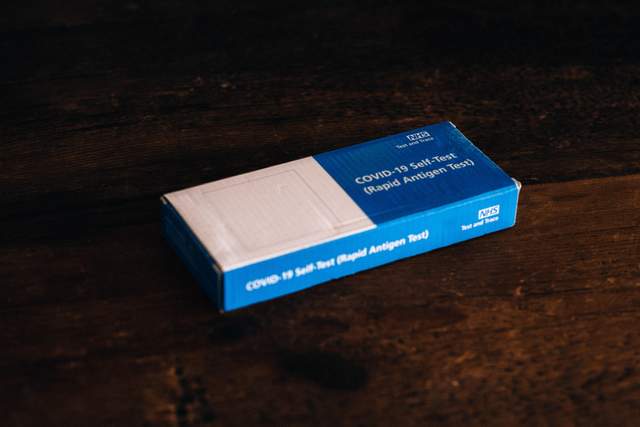 NHS
Test and Trace
COVID-19 Self-Test
(Rapid Antigen Test)
COVID-19 Self-Test (Rapid Antigen Test)
NHS
Test and Trace